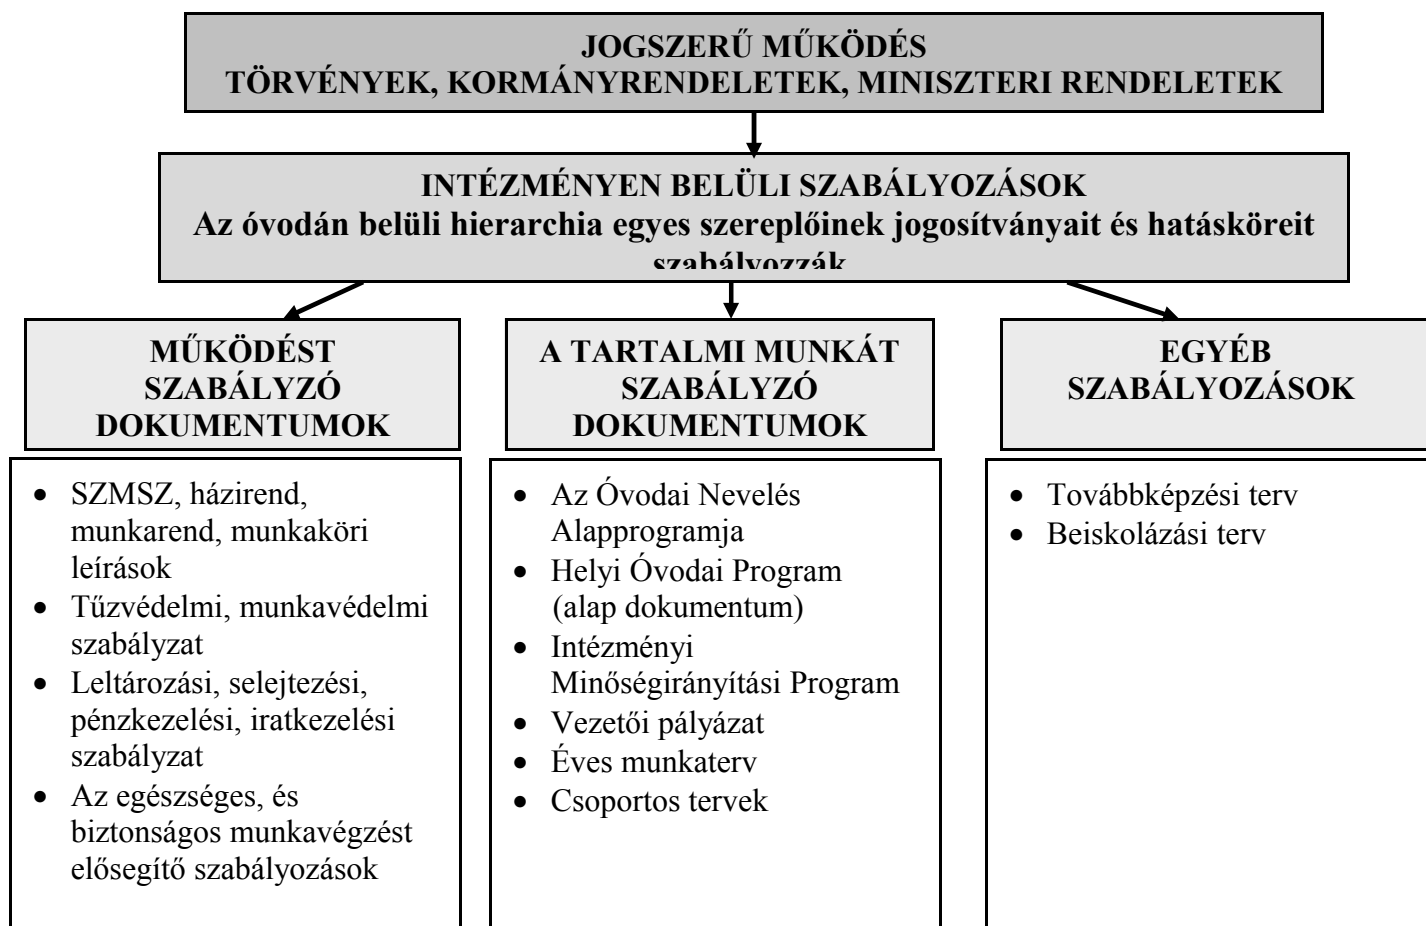 JOGSZERŰ MŰKÖDÉS
TÖRVÉNYEK, KORMÁNYRENDELETEK, MINISZTERI RENDELETEK
INTÉZMÉNYEN BELÜLI SZABÁLYOZÁSOK
Az óvodán belüli hierarchia egyes szereplőinek jogosítványait és hatásköreit
szabályozzák
MŰKÖDÉST
SZABÁLYZÓ
DOKUMENTUMOK
• SZMSZ, házirend,
munkarend, munkaköri
leírások
• Tűzvédelmi, munkavédelmi
szabályzat
• Leltározási, selejtezési,
pénzkezelési, iratkezelési
szabályzat
• Az egészséges, és
biztonságos munkavégzést
elősegítő szabályozások
A TARTALMI MUNKÁT
SZABÁLYZÓ
DOKUMENTUMOK
• Az Óvodai Nevelés
Alapprogramja
• Helyi Óvodai Program
(alap dokumentum)
• Intézményi
Minőségirányítási Program
• Vezetői pályázat
• Éves munkaterv
• Csoportos tervek
EGYÉB
SZABÁLYOZÁSOK
• Továbbképzési terv
• Beiskolázási terv